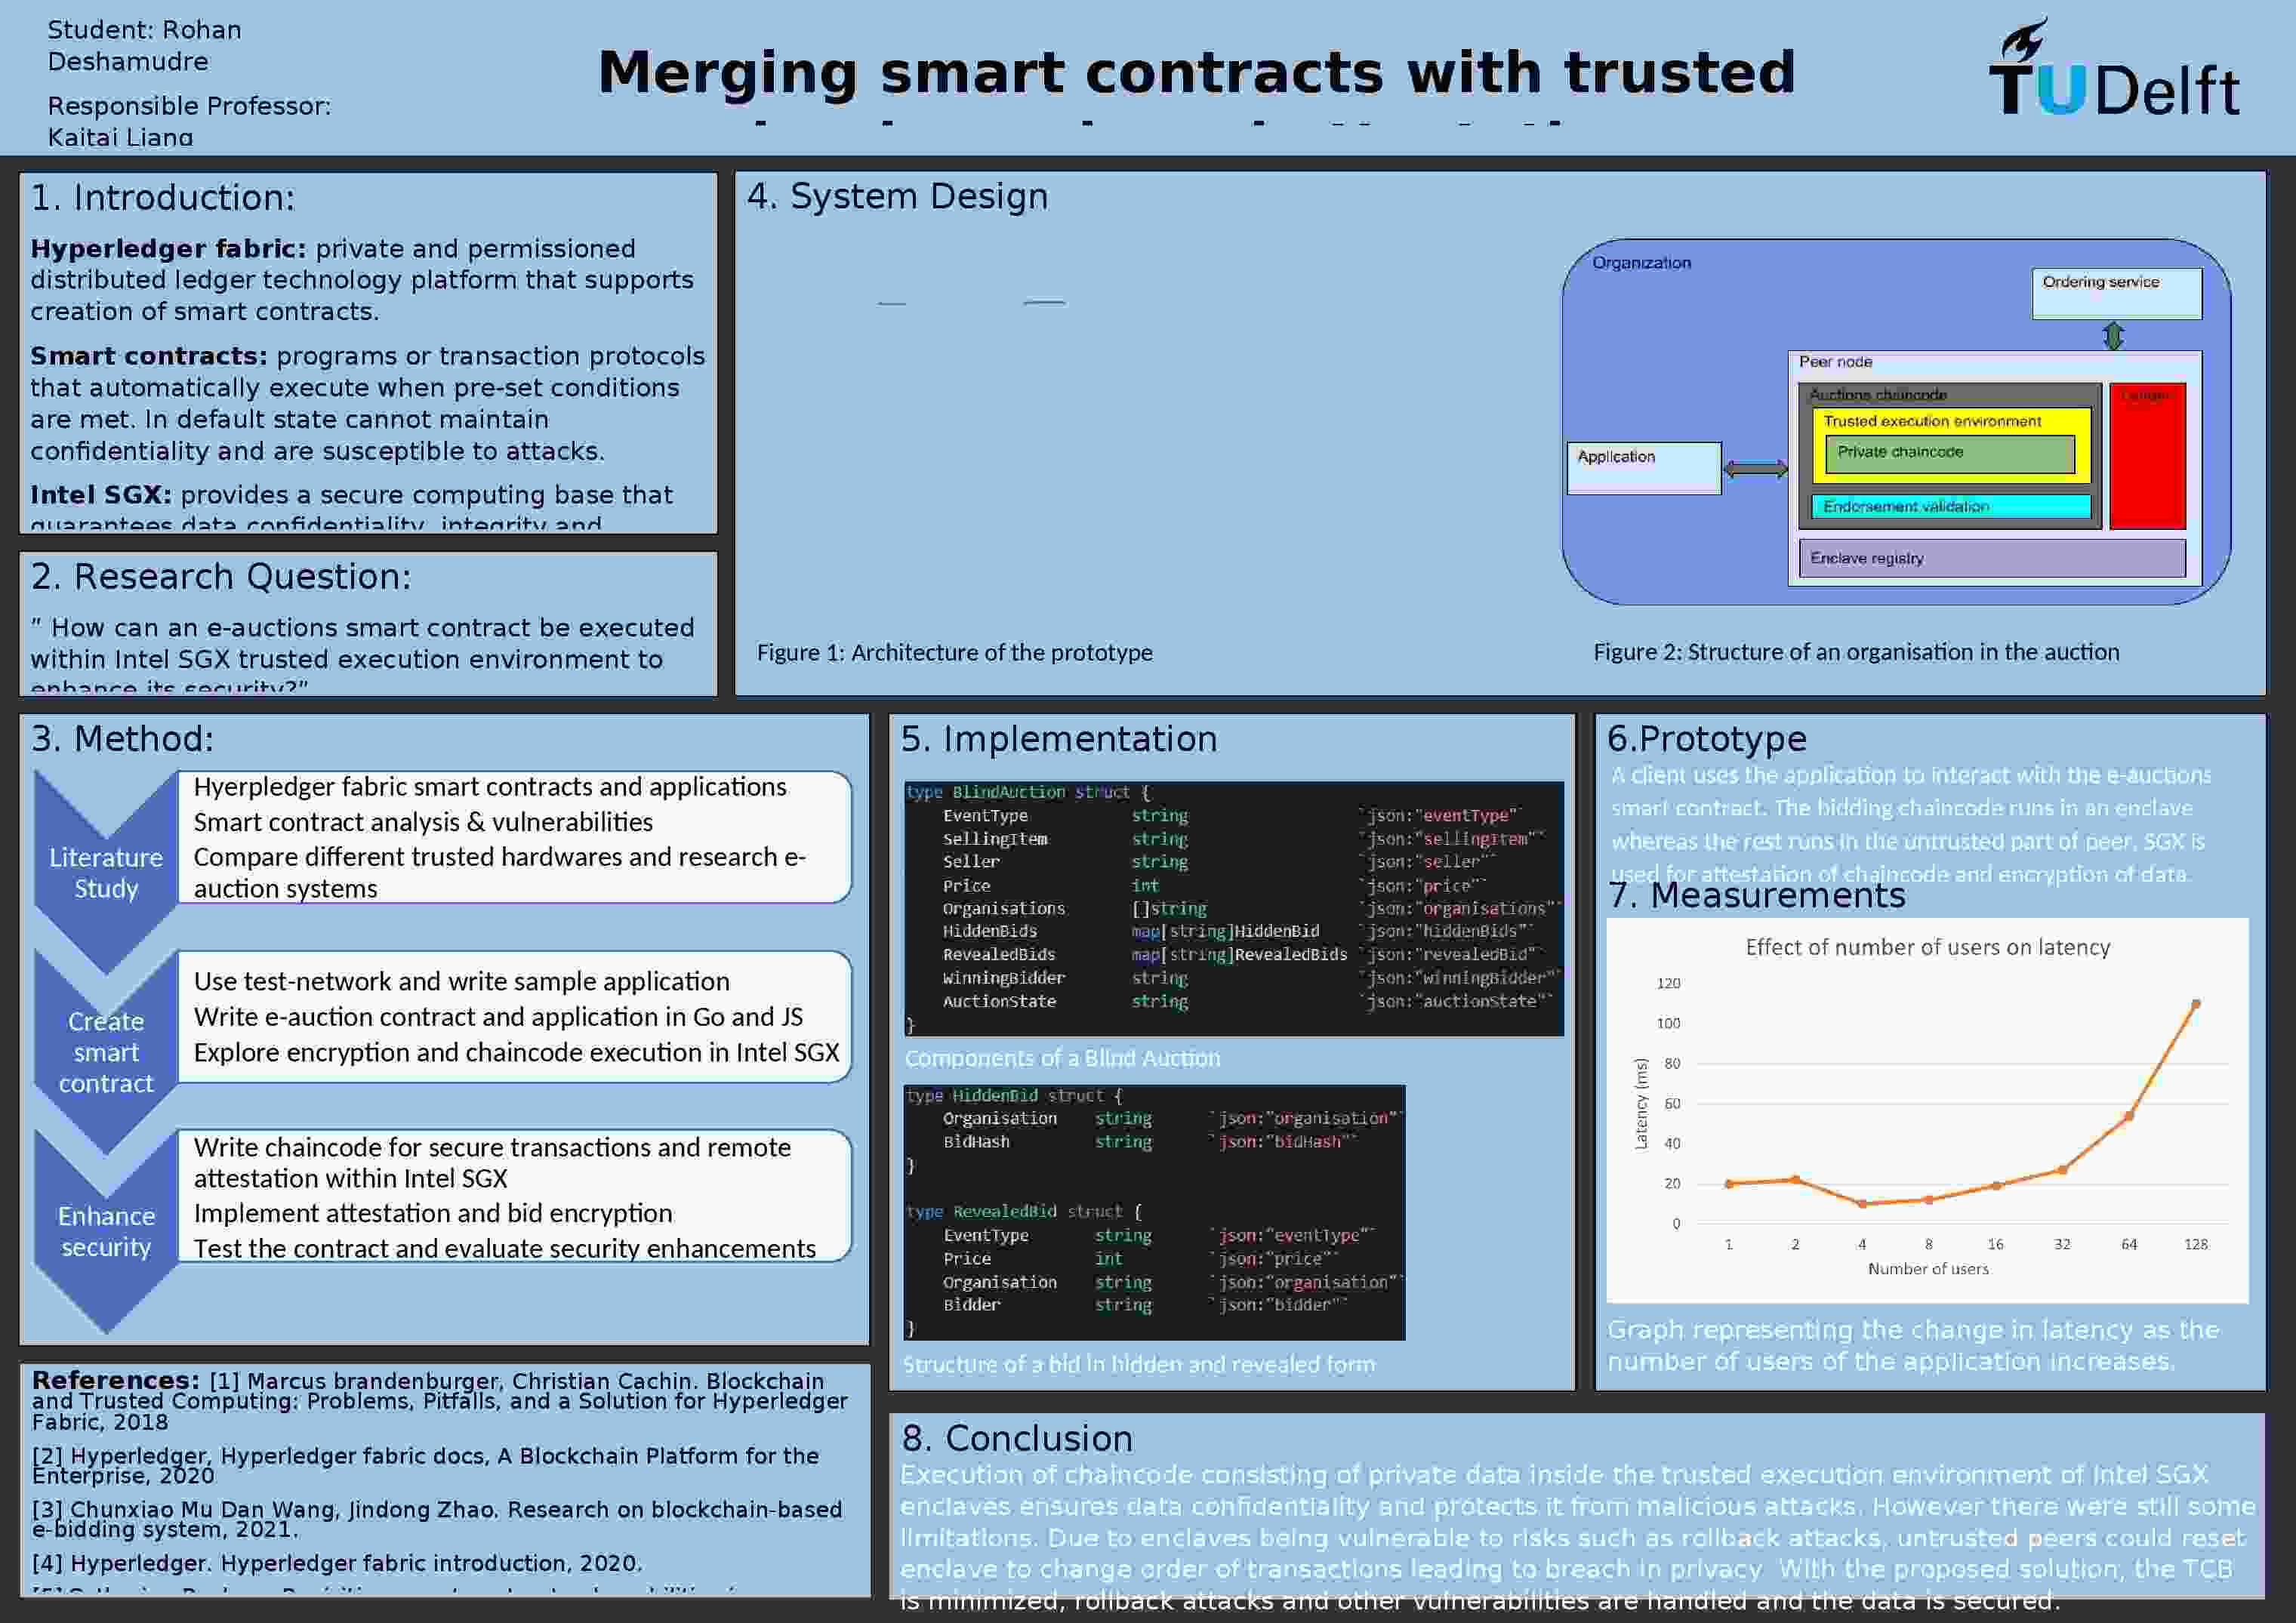 Student: Rohan
Deshamudre
Responsible Professor:
Kaitai Liang
Merging smart contracts with trusted
TU Delft
1. Introduction:
Hyperledger fabric: private and permissioned
distributed ledger technology platform that supports
creation of smart contracts.
Smart contracts: programs or transaction protocols
that automatically execute when pre-set conditions
are met. In default state cannot maintain
confidentiality and are susceptible to attacks.
Intel SGX: provides a secure computing base that
guarantees data confidentiality, integrity and
2. Research Question:
" How can an e-auctions smart contract be executed
within Intel SGX trusted execution environment to
enhance its security?"
4. System Design
Organization
Ordering service
Peer node
Auctions chaincode
Ledger
Trusted execution environment
Private chaincode
Application
Endorsement validation
Enclave registry
Figure 1: Architecture of the prototype
Figure 2: Structure of an organisation in the auction
3. Method:
Literature
Study
Hyerpledger fabric smart contracts and applications
Smart contract analysis & vulnerabilities
Compare different trusted hardwares and research e-
auction systems
Create
smart
contract
Use test-network and write sample application
Write e-auction contract and application in Go and JS
Explore encryption and chaincode execution in Intel SGX
Enhance
security
Write chaincode for secure transactions and remote
attestation within Intel SGX
Implement attestation and bid encryption
Test the contract and evaluate security enhancements
References: [1] Marcus brandenburger, Christian Cachin. Blockchain
and Trusted Computing: Problems, Pitfalls, and a Solution for Hyperledger
Fabric, 2018
[2] Hyperledger, Hyperledger fabric docs, A Blockchain Platform for the
Enterprise, 2020
[3] Chunxiao Mu Dan Wang, Jindong Zhao. Research on blockchain-based
e-bidding system, 2021.
[4] Hyperledger. Hyperledger fabric introduction, 2020.
5. Implementation
type BlindAuction struct {
EventType string `json:"eventType"`
SellingItem string `json:"sellingItem"`
Seller string `json:"seller"`
Price int `json:"price"`
Organisations []string `json:"organisations"`
HiddenBids map[string]HiddenBid `json:"hiddenBids"`
RevealedBids map[string]RevealedBids `json:"revealedBid"`
WinningBidder string `json:"winningBidder"`
AuctionState string `json:"auctionState"`
}
Components of a Blind Auction
type HiddenBid struct {
Organisation string `json:"organisation"`
BidHash string `json:"bidHash"`
}
type RevealedBid struct {
EventType string `json:"eventType"`
Price int `json:"price"`
Organisation string `json:"organisation"`
Bidder string `json:"bidder"`
}
Structure of a bid in hidden and revealed form
6.Prototype
A client uses the application to interact with the e-auctions
smart contract. The bidding chaincode runs in an enclave
whereas the rest runs in the untrusted part of peer. SGX is
used for attestation of chaincode and encryption of data.
7. Measurements
Effect of number of users on latency
Latency (ms)
120
100
80
60
40
20
0
1 2 4 8 16 32 64 128
Number of users
Graph representing the change in latency as the
number of users of the application increases.
8. Conclusion
Execution of chaincode consisting of private data inside the trusted execution environment of Intel SGX
enclaves ensures data confidentiality and protects it from malicious attacks. However there were still some
limitations. Due to enclaves being vulnerable to risks such as rollback attacks, untrusted peers could reset
enclave to change order of transactions leading to breach in privacy. With the proposed solution, the TCB
is minimized, rollback attacks and other vulnerabilities are handled and the data is secured.